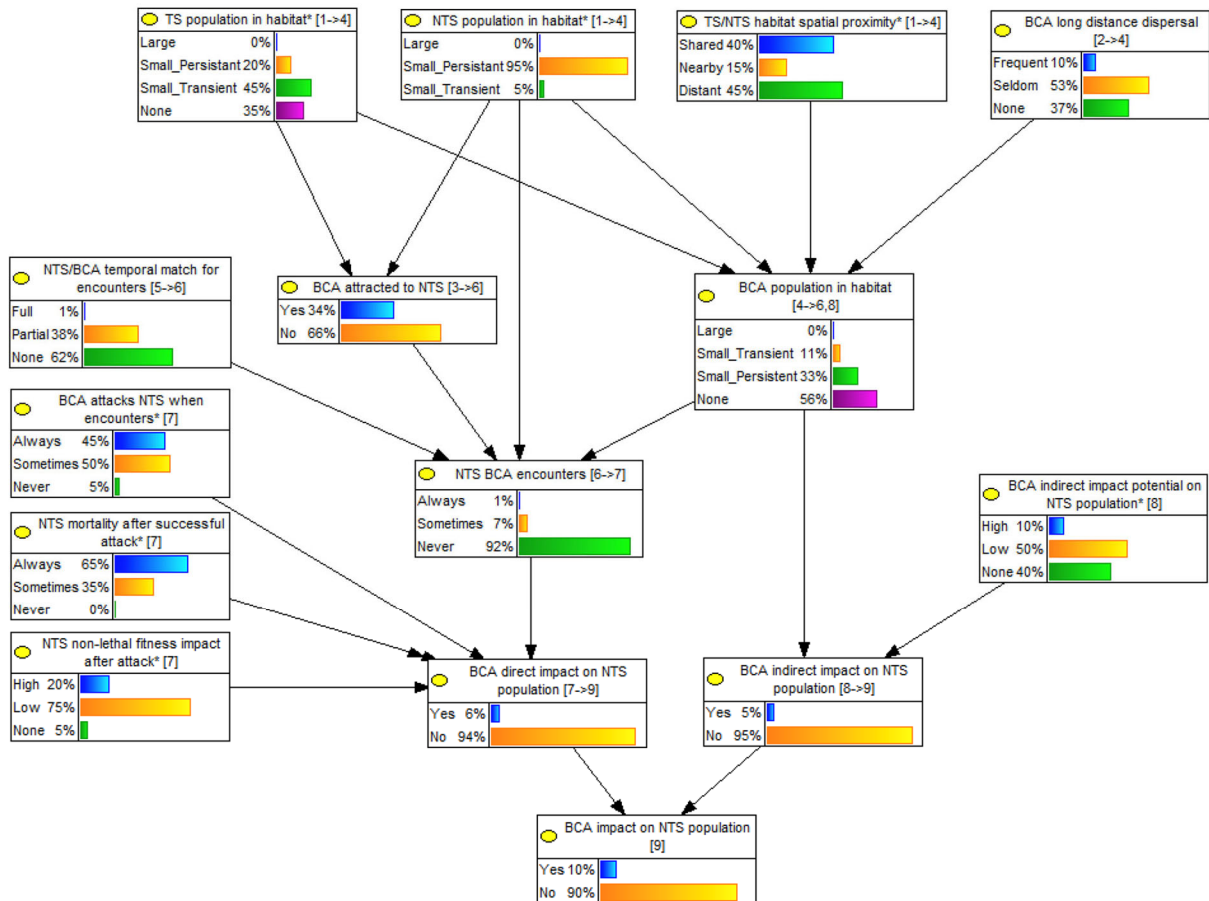 TS population in habitat* [1->4]
Large 0%
Small_Persistant 20%
Small_Transient 45%
None 35%
NTS population in habitat* [1->4]
Large 0%
Small_Persistant 95%
Small_Transient 5%
TS/NTS habitat spatial proximity* [1->4]
Shared 40%
Nearby 15%
Distant 45%
BCA long distance dispersal
[2->4]
Frequent 10%
Seldom 53%
None 37%
NTS/BCA temporal match for
encounters [5->6]
Full 1%
Partial 38%
None 62%
BCA attracted to NTS [3->6]
Yes 34%
No 66%
BCA population in habitat
[4->6,8]
Large 0%
Small_Transient 11%
Small_Persistent 33%
None 56%
BCA attacks NTS when
encounters* [7]
Always 45%
Sometimes 50%
Never 5%
NTS BCA encounters [6->7]
Always 1%
Sometimes 7%
Never 92%
BCA indirect impact potential on
NTS population* [8]
High 10%
Low 50%
None 40%
NTS mortality after successful
attack* [7]
Always 65%
Sometimes 35%
Never 0%
NTS non-lethal fitness impact
after attack* [7]
High 20%
Low 75%
None 5%
BCA direct impact on NTS
population [7->9]
Yes 6%
No 94%
BCA indirect impact on NTS
population [8->9]
Yes 5%
No 95%
BCA impact on NTS population
[9]
Yes 10%
No 90%